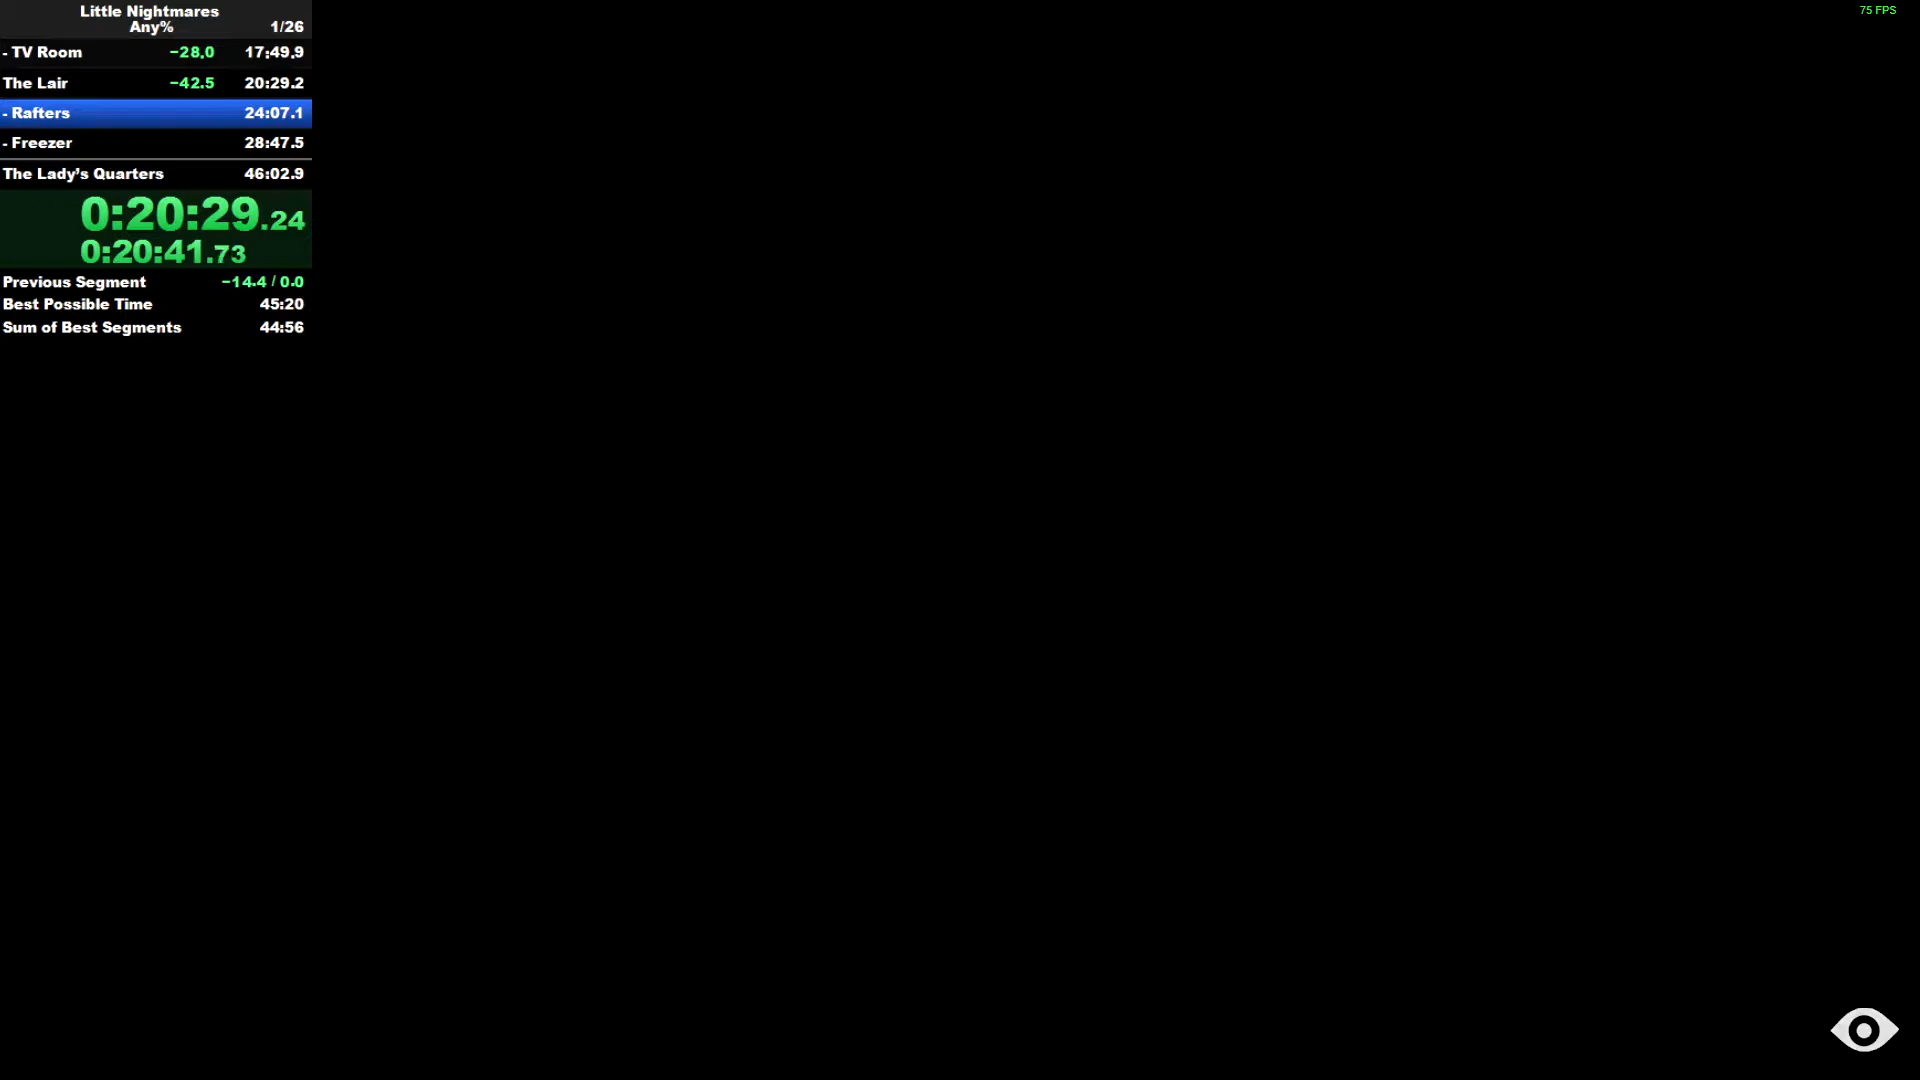 Little Nightmares
Any% 1/26
- TV Room −28.0 17:49.9
The Lair −42.5 20:29.2
- Rafters 24:07.1
- Freezer 28:47.5
The Lady's Quarters 46:02.9
0:20:29.24
0:20:41.73
Previous Segment −14.4 / 0.0
Best Possible Time 45:20
Sum of Best Segments 44:56
75 FPS